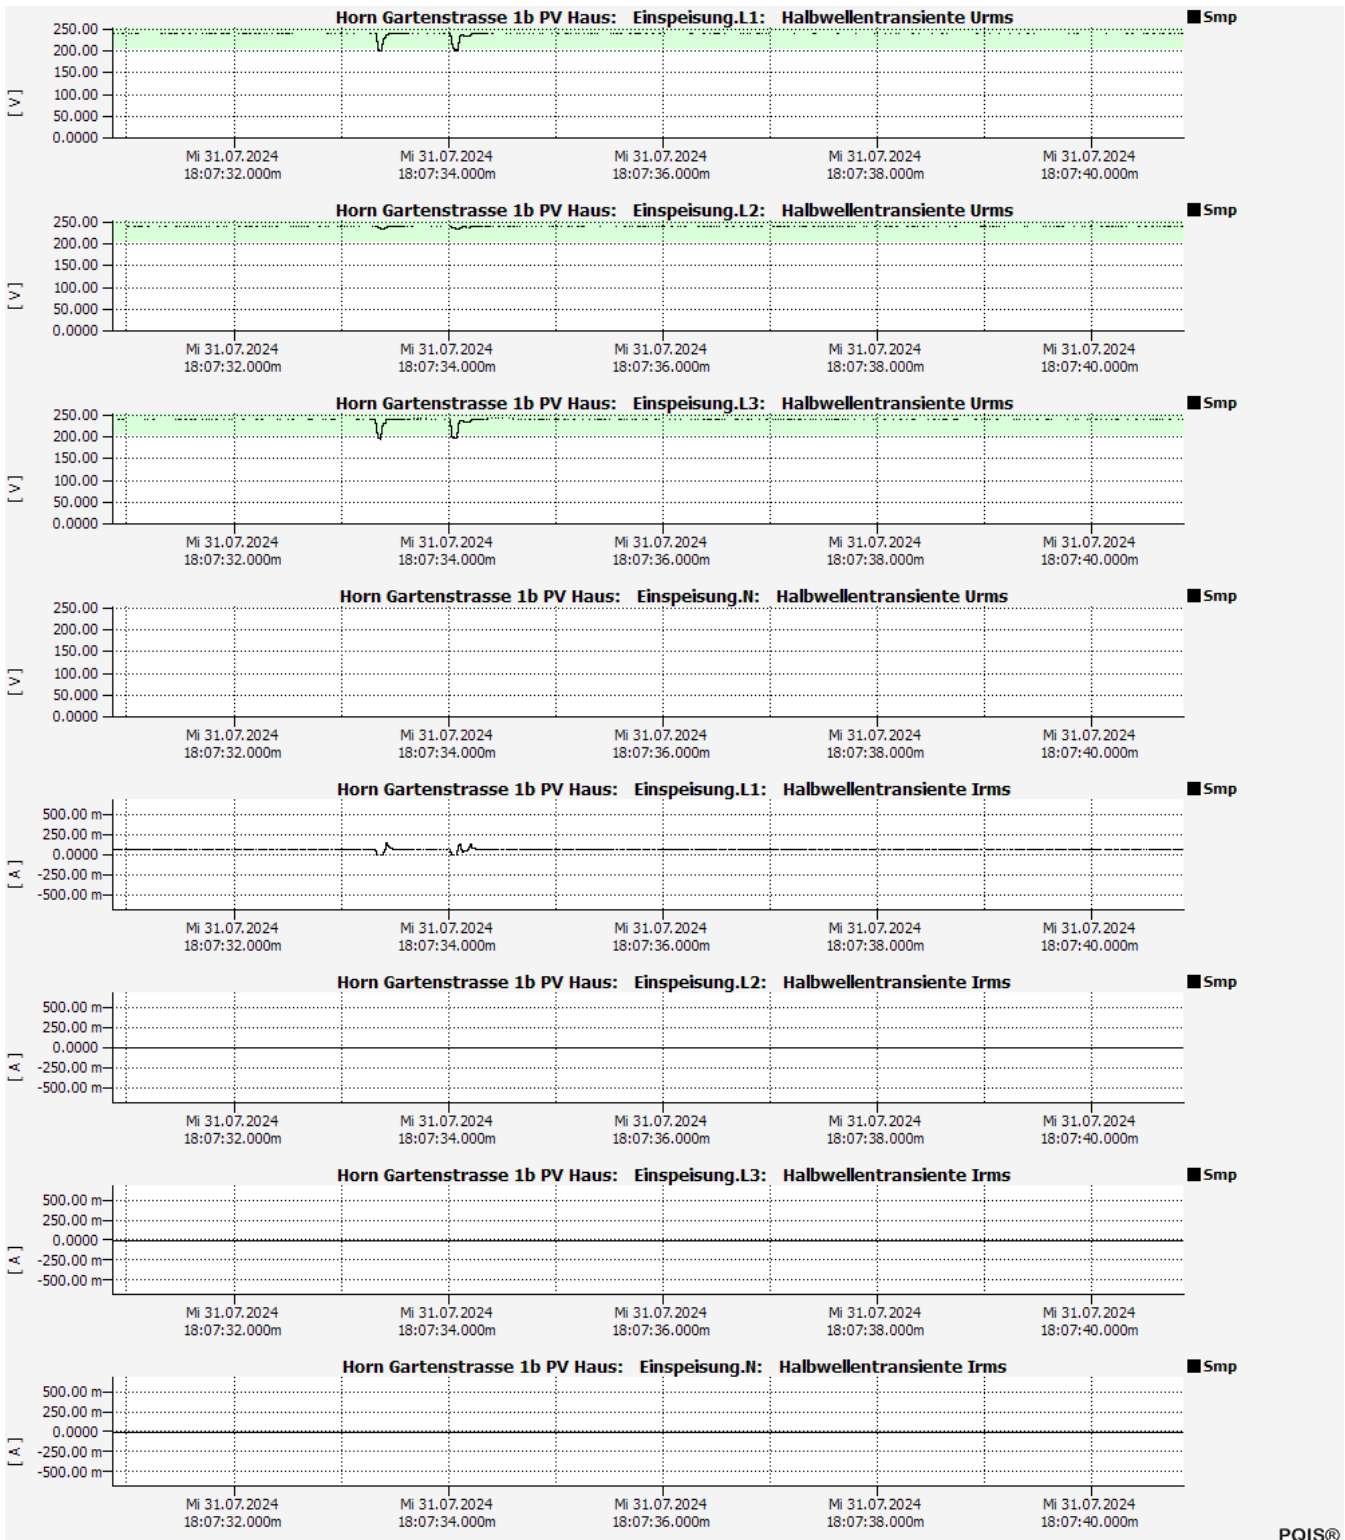 Horn Gartenstrasse 1b PV Haus: Einspeisung.L1: Halbwellentransiente Urms
Smp
250.00
200.00
150.00
100.00
50.000
0.0000
[ V ]
Mi 31.07.2024 Mi 31.07.2024 Mi 31.07.2024 Mi 31.07.2024 Mi 31.07.2024
18:07:32.000m 18:07:34.000m 18:07:36.000m 18:07:38.000m 18:07:40.000m
Horn Gartenstrasse 1b PV Haus: Einspeisung.L2: Halbwellentransiente Urms
Smp
250.00
200.00
150.00
100.00
50.000
0.0000
[ V ]
Mi 31.07.2024 Mi 31.07.2024 Mi 31.07.2024 Mi 31.07.2024 Mi 31.07.2024
18:07:32.000m 18:07:34.000m 18:07:36.000m 18:07:38.000m 18:07:40.000m
Horn Gartenstrasse 1b PV Haus: Einspeisung.L3: Halbwellentransiente Urms
Smp
250.00
200.00
150.00
100.00
50.000
0.0000
[ V ]
Mi 31.07.2024 Mi 31.07.2024 Mi 31.07.2024 Mi 31.07.2024 Mi 31.07.2024
18:07:32.000m 18:07:34.000m 18:07:36.000m 18:07:38.000m 18:07:40.000m
Horn Gartenstrasse 1b PV Haus: Einspeisung.N: Halbwellentransiente Urms
Smp
250.00
200.00
150.00
100.00
50.000
0.0000
[ V ]
Mi 31.07.2024 Mi 31.07.2024 Mi 31.07.2024 Mi 31.07.2024 Mi 31.07.2024
18:07:32.000m 18:07:34.000m 18:07:36.000m 18:07:38.000m 18:07:40.000m
Horn Gartenstrasse 1b PV Haus: Einspeisung.L1: Halbwellentransiente Irms
Smp
500.00 m
250.00 m
0.0000
-250.00 m
-500.00 m
[ A ]
Mi 31.07.2024 Mi 31.07.2024 Mi 31.07.2024 Mi 31.07.2024 Mi 31.07.2024
18:07:32.000m 18:07:34.000m 18:07:36.000m 18:07:38.000m 18:07:40.000m
Horn Gartenstrasse 1b PV Haus: Einspeisung.L2: Halbwellentransiente Irms
Smp
500.00 m
250.00 m
0.0000
-250.00 m
-500.00 m
[ A ]
Mi 31.07.2024 Mi 31.07.2024 Mi 31.07.2024 Mi 31.07.2024 Mi 31.07.2024
18:07:32.000m 18:07:34.000m 18:07:36.000m 18:07:38.000m 18:07:40.000m
Horn Gartenstrasse 1b PV Haus: Einspeisung.L3: Halbwellentransiente Irms
Smp
500.00 m
250.00 m
0.0000
-250.00 m
-500.00 m
[ A ]
Mi 31.07.2024 Mi 31.07.2024 Mi 31.07.2024 Mi 31.07.2024 Mi 31.07.2024
18:07:32.000m 18:07:34.000m 18:07:36.000m 18:07:38.000m 18:07:40.000m
Horn Gartenstrasse 1b PV Haus: Einspeisung.N: Halbwellentransiente Irms
Smp
500.00 m
250.00 m
0.0000
-250.00 m
-500.00 m
[ A ]
Mi 31.07.2024 Mi 31.07.2024 Mi 31.07.2024 Mi 31.07.2024 Mi 31.07.2024
18:07:32.000m 18:07:34.000m 18:07:36.000m 18:07:38.000m 18:07:40.000m
PQIS®